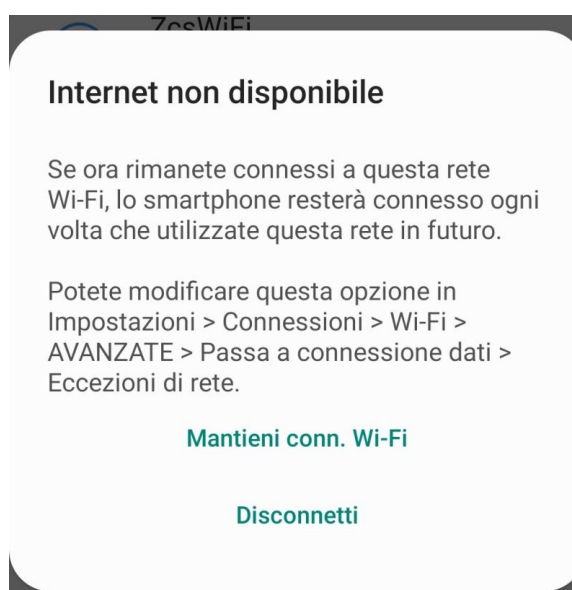 ZcsWiFi
Internet non disponibile
Se ora rimanete connessi a questa rete
Wi-Fi, lo smartphone resterà connesso ogni
volta che utilizzate questa rete in futuro.
Potete modificare questa opzione in
Impostazioni > Connessioni > Wi-Fi >
AVANZATE > Passa a connessione dati >
Eccezioni di rete.
Mantieni conn. Wi-Fi
Disconnetti